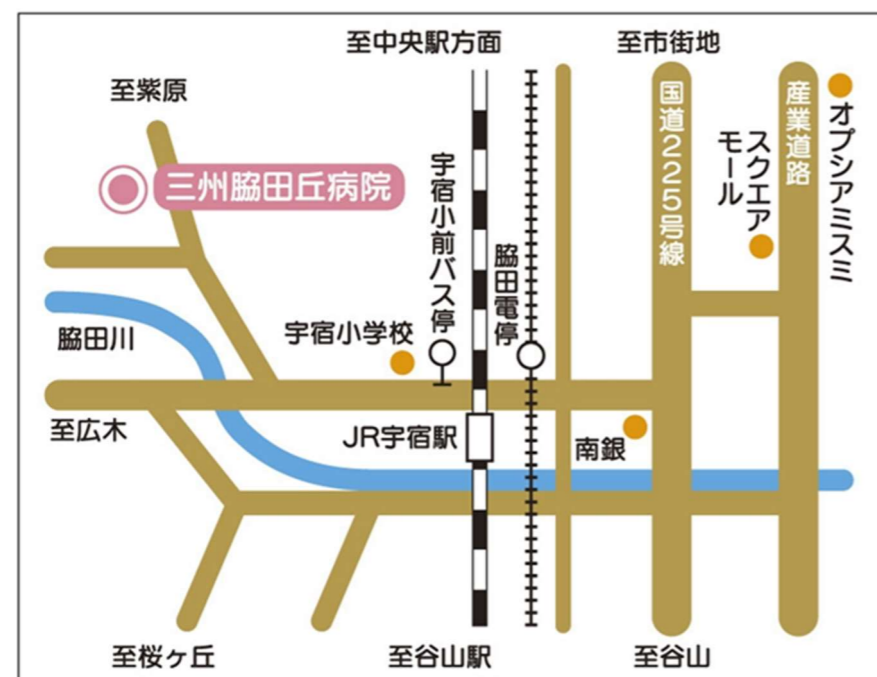 至中央駅方面
至市街地
至紫原
三州脇田丘病院
宇宿小前バス停
脇田電停
国道225号線
スクエア
モール
産業道路
オプシアミスミ
脇田川
宇宿小学校
至広木
JR宇宿駅
南銀
至桜ヶ丘
至谷山駅
至谷山